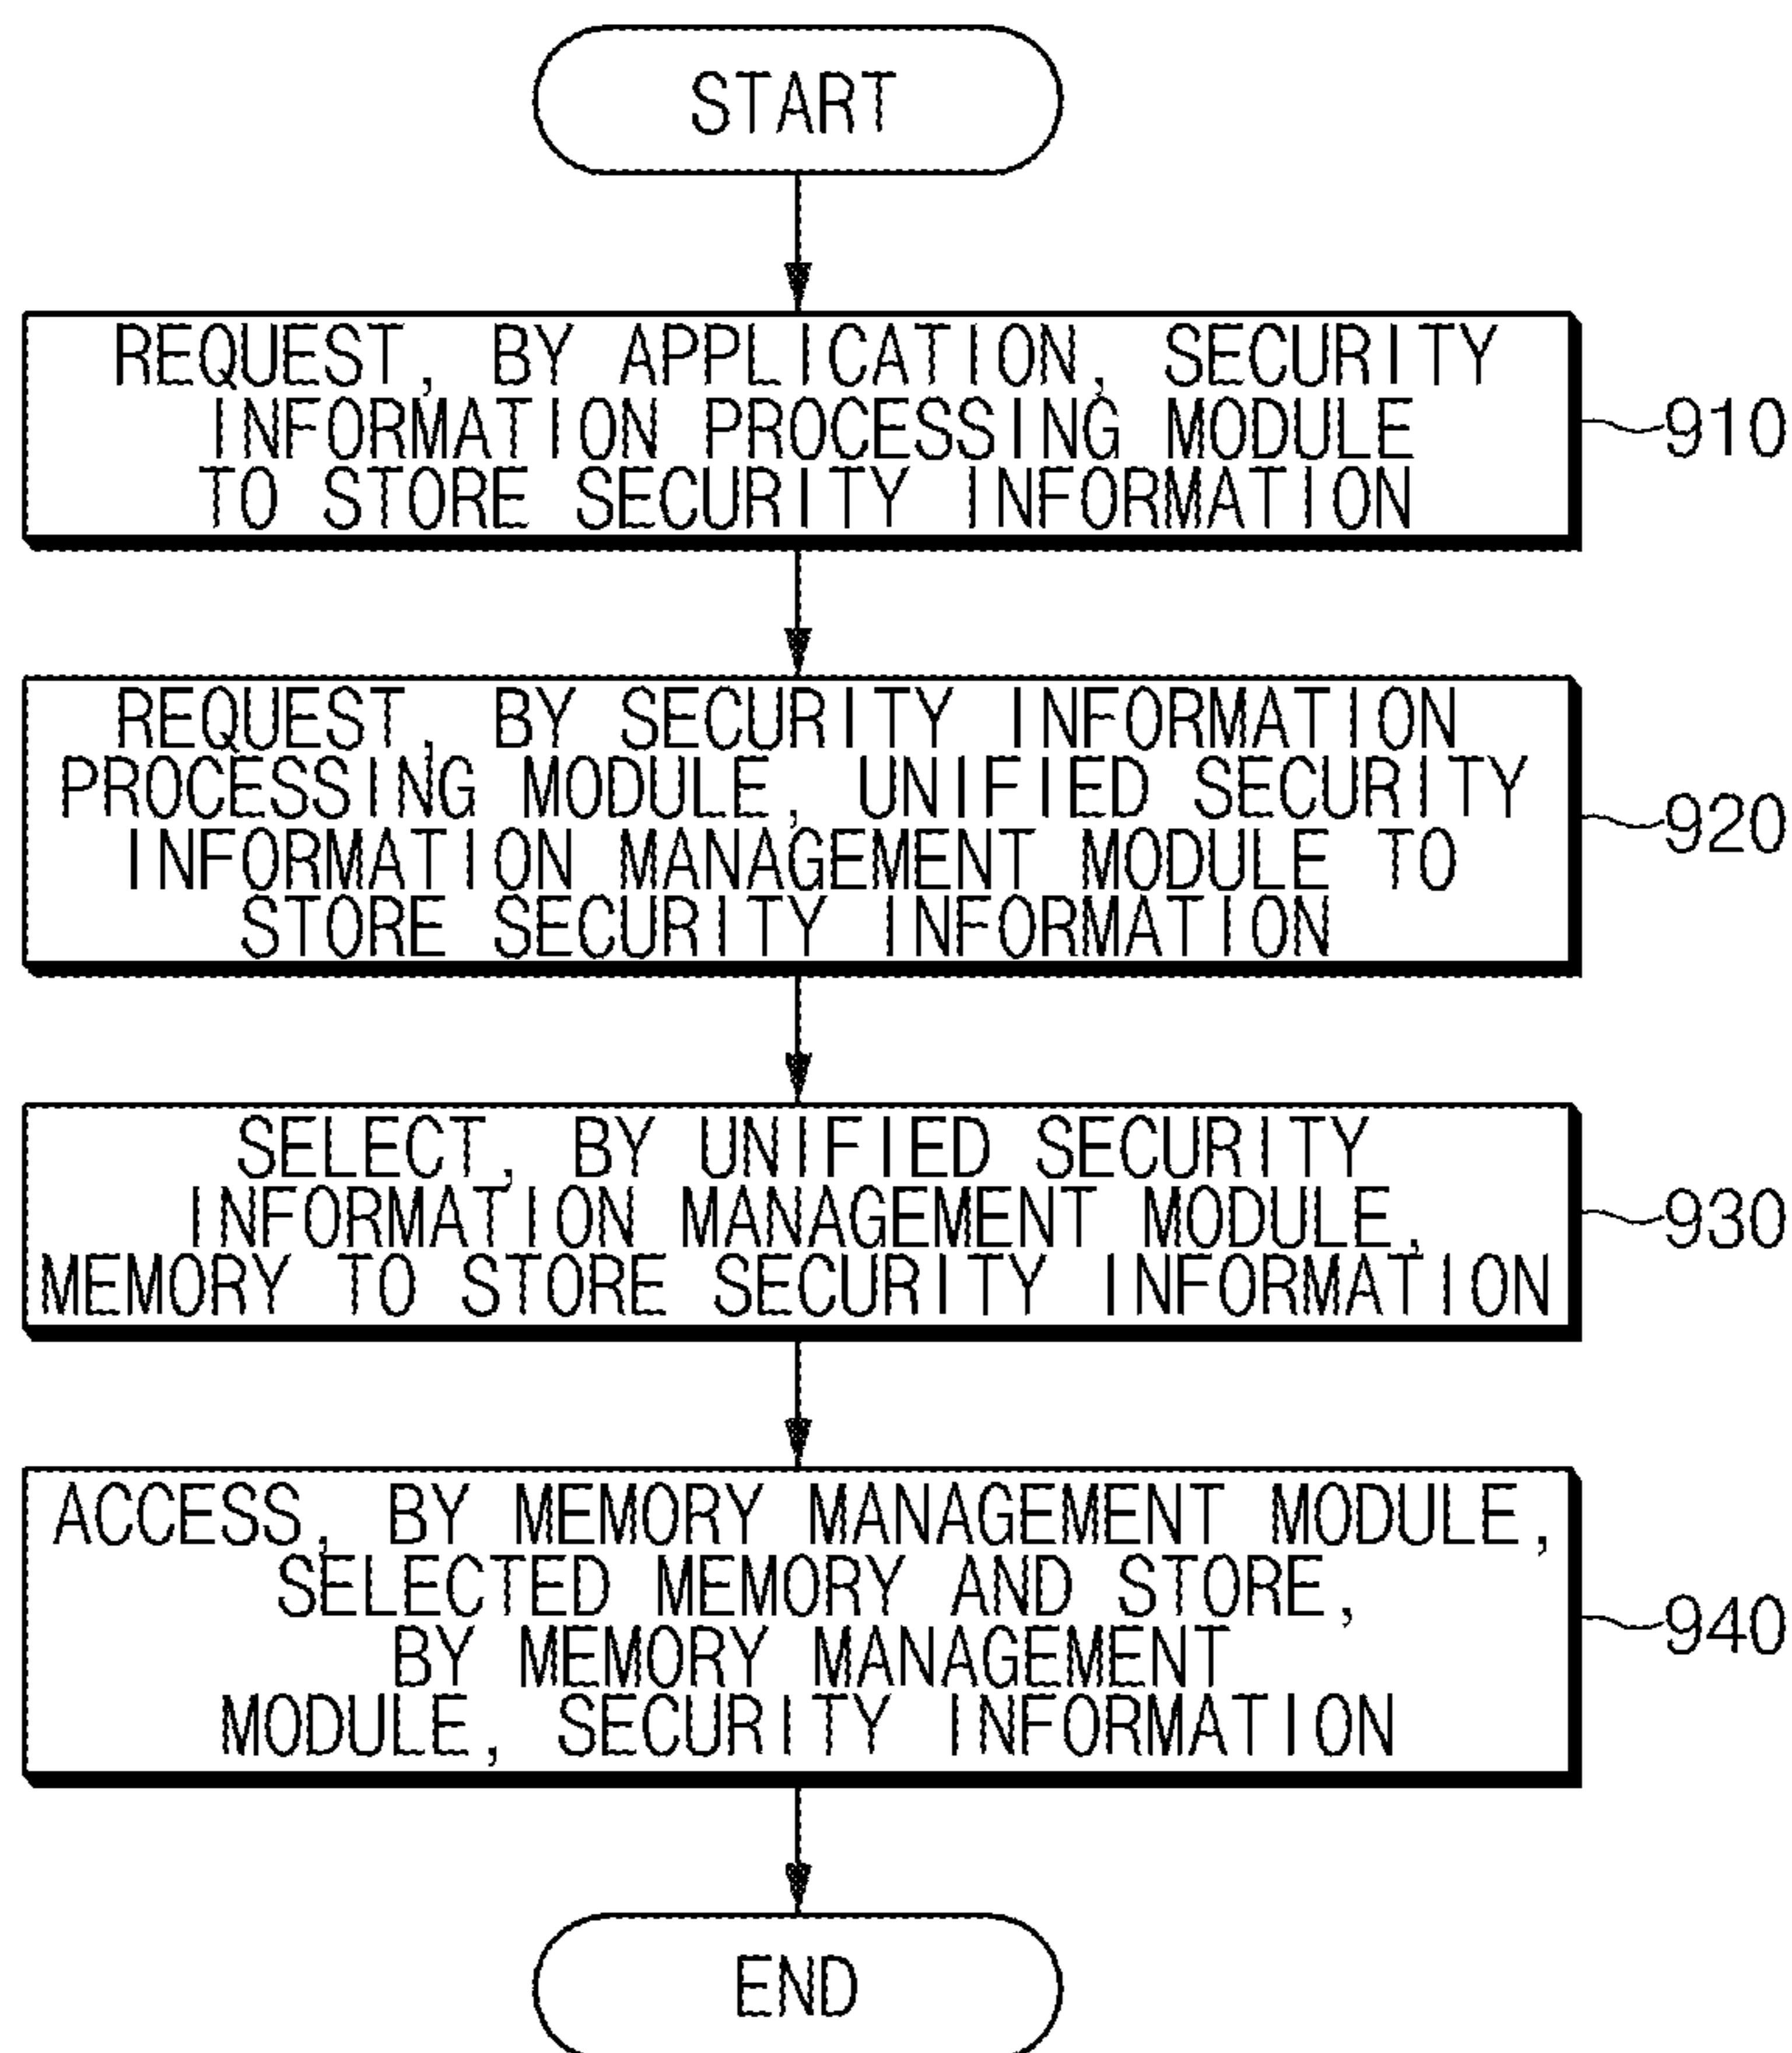 START
REQUEST, BY APPLICATION, SECURITY
INFORMATION PROCESSING MODULE
TO STORE SECURITY INFORMATION
910
REQUEST, BY SECURITY INFORMATION
PROCESSING MODULE, UNIFIED SECURITY
INFORMATION MANAGEMENT MODULE TO
STORE SECURITY INFORMATION
920
SELECT, BY UNIFIED SECURITY
INFORMATION MANAGEMENT MODULE,
MEMORY TO STORE SECURITY INFORMATION
930
ACCESS, BY MEMORY MANAGEMENT MODULE,
SELECTED MEMORY AND STORE,
BY MEMORY MANAGEMENT
MODULE, SECURITY INFORMATION
940
END